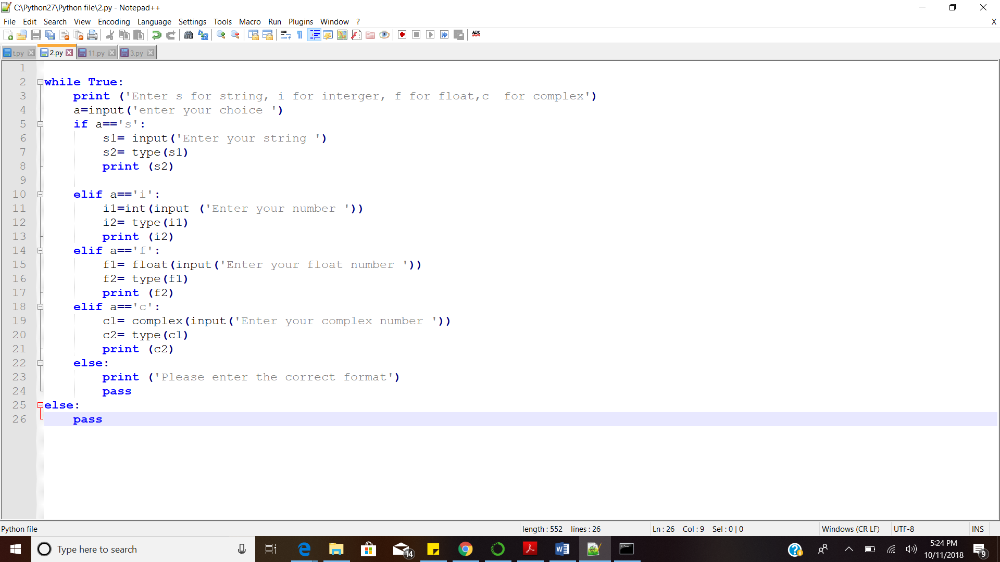 C:\Python27\Python file\2.py - Notepad++
File Edit Search View Encoding Language Settings Tools Macro Run Plugins Window ? X
ABC
t.py 2.py 11.py 3.py
1
2 while True:
3 print ('Enter s for string, i for interger, f for float,c  for complex')
4 a=input('enter your choice ')
5 if a=='s':
6 s1= input('Enter your string ')
7 s2= type(s1)
8 print (s2)
9
10 elif a=='i':
11 i1=int(input ('Enter your number '))
12 i2= type(i1)
13 print (i2)
14 elif a=='f':
15 f1= float(input('Enter your float number '))
16 f2= type(f1)
17 print (f2)
18 elif a=='c':
19 c1= complex(input('Enter your complex number '))
20 c2= type(c1)
21 print (c2)
22 else:
23 print ('Please enter the correct format')
24 pass
25 else:
26 pass
Python file length : 552 lines : 26 Ln : 26 Col : 9 Sel : 0 | 0 Windows (CR LF) UTF-8 INS
Type here to search 14 5:24 PM
10/11/2018 9